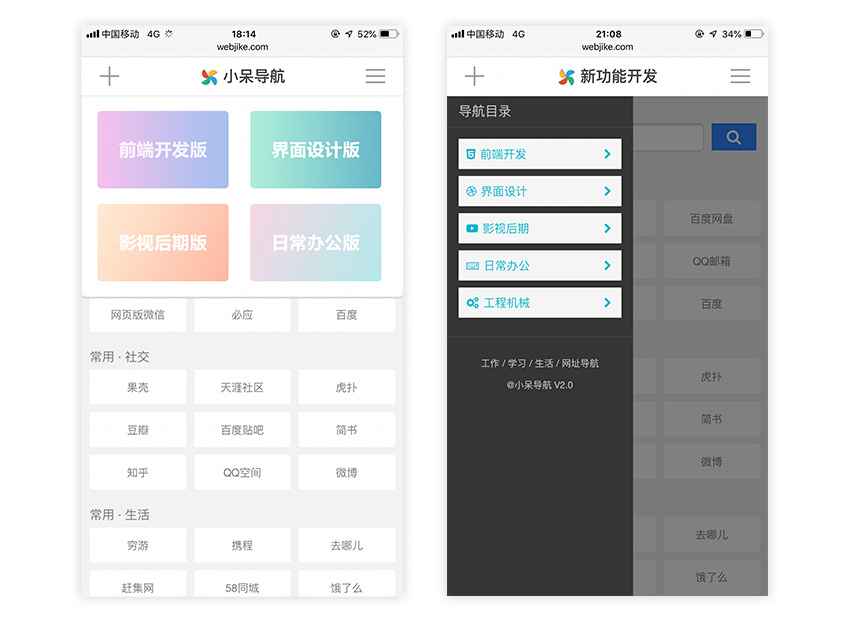 中国移动 4G 18:14 52%
webjike.com
小呆导航
前端开发版 界面设计版
影视后期版 日常办公版
网页版微信 必应 百度
常用 · 社交
果壳 天涯社区 虎扑
豆瓣 百度贴吧 简书
知乎 QQ空间 微博
常用 · 生活
穷游 携程 去哪儿
赶集网 58同城 饿了么
中国移动 4G 21:08 34%
webjike.com
新功能开发
导航目录
前端开发
界面设计
影视后期
日常办公
工程机械
工作 / 学习 / 生活 / 网址导航
@小呆导航 V2.0
百度网盘
QQ邮箱
百度
虎扑
简书
微博
去哪儿
饿了么